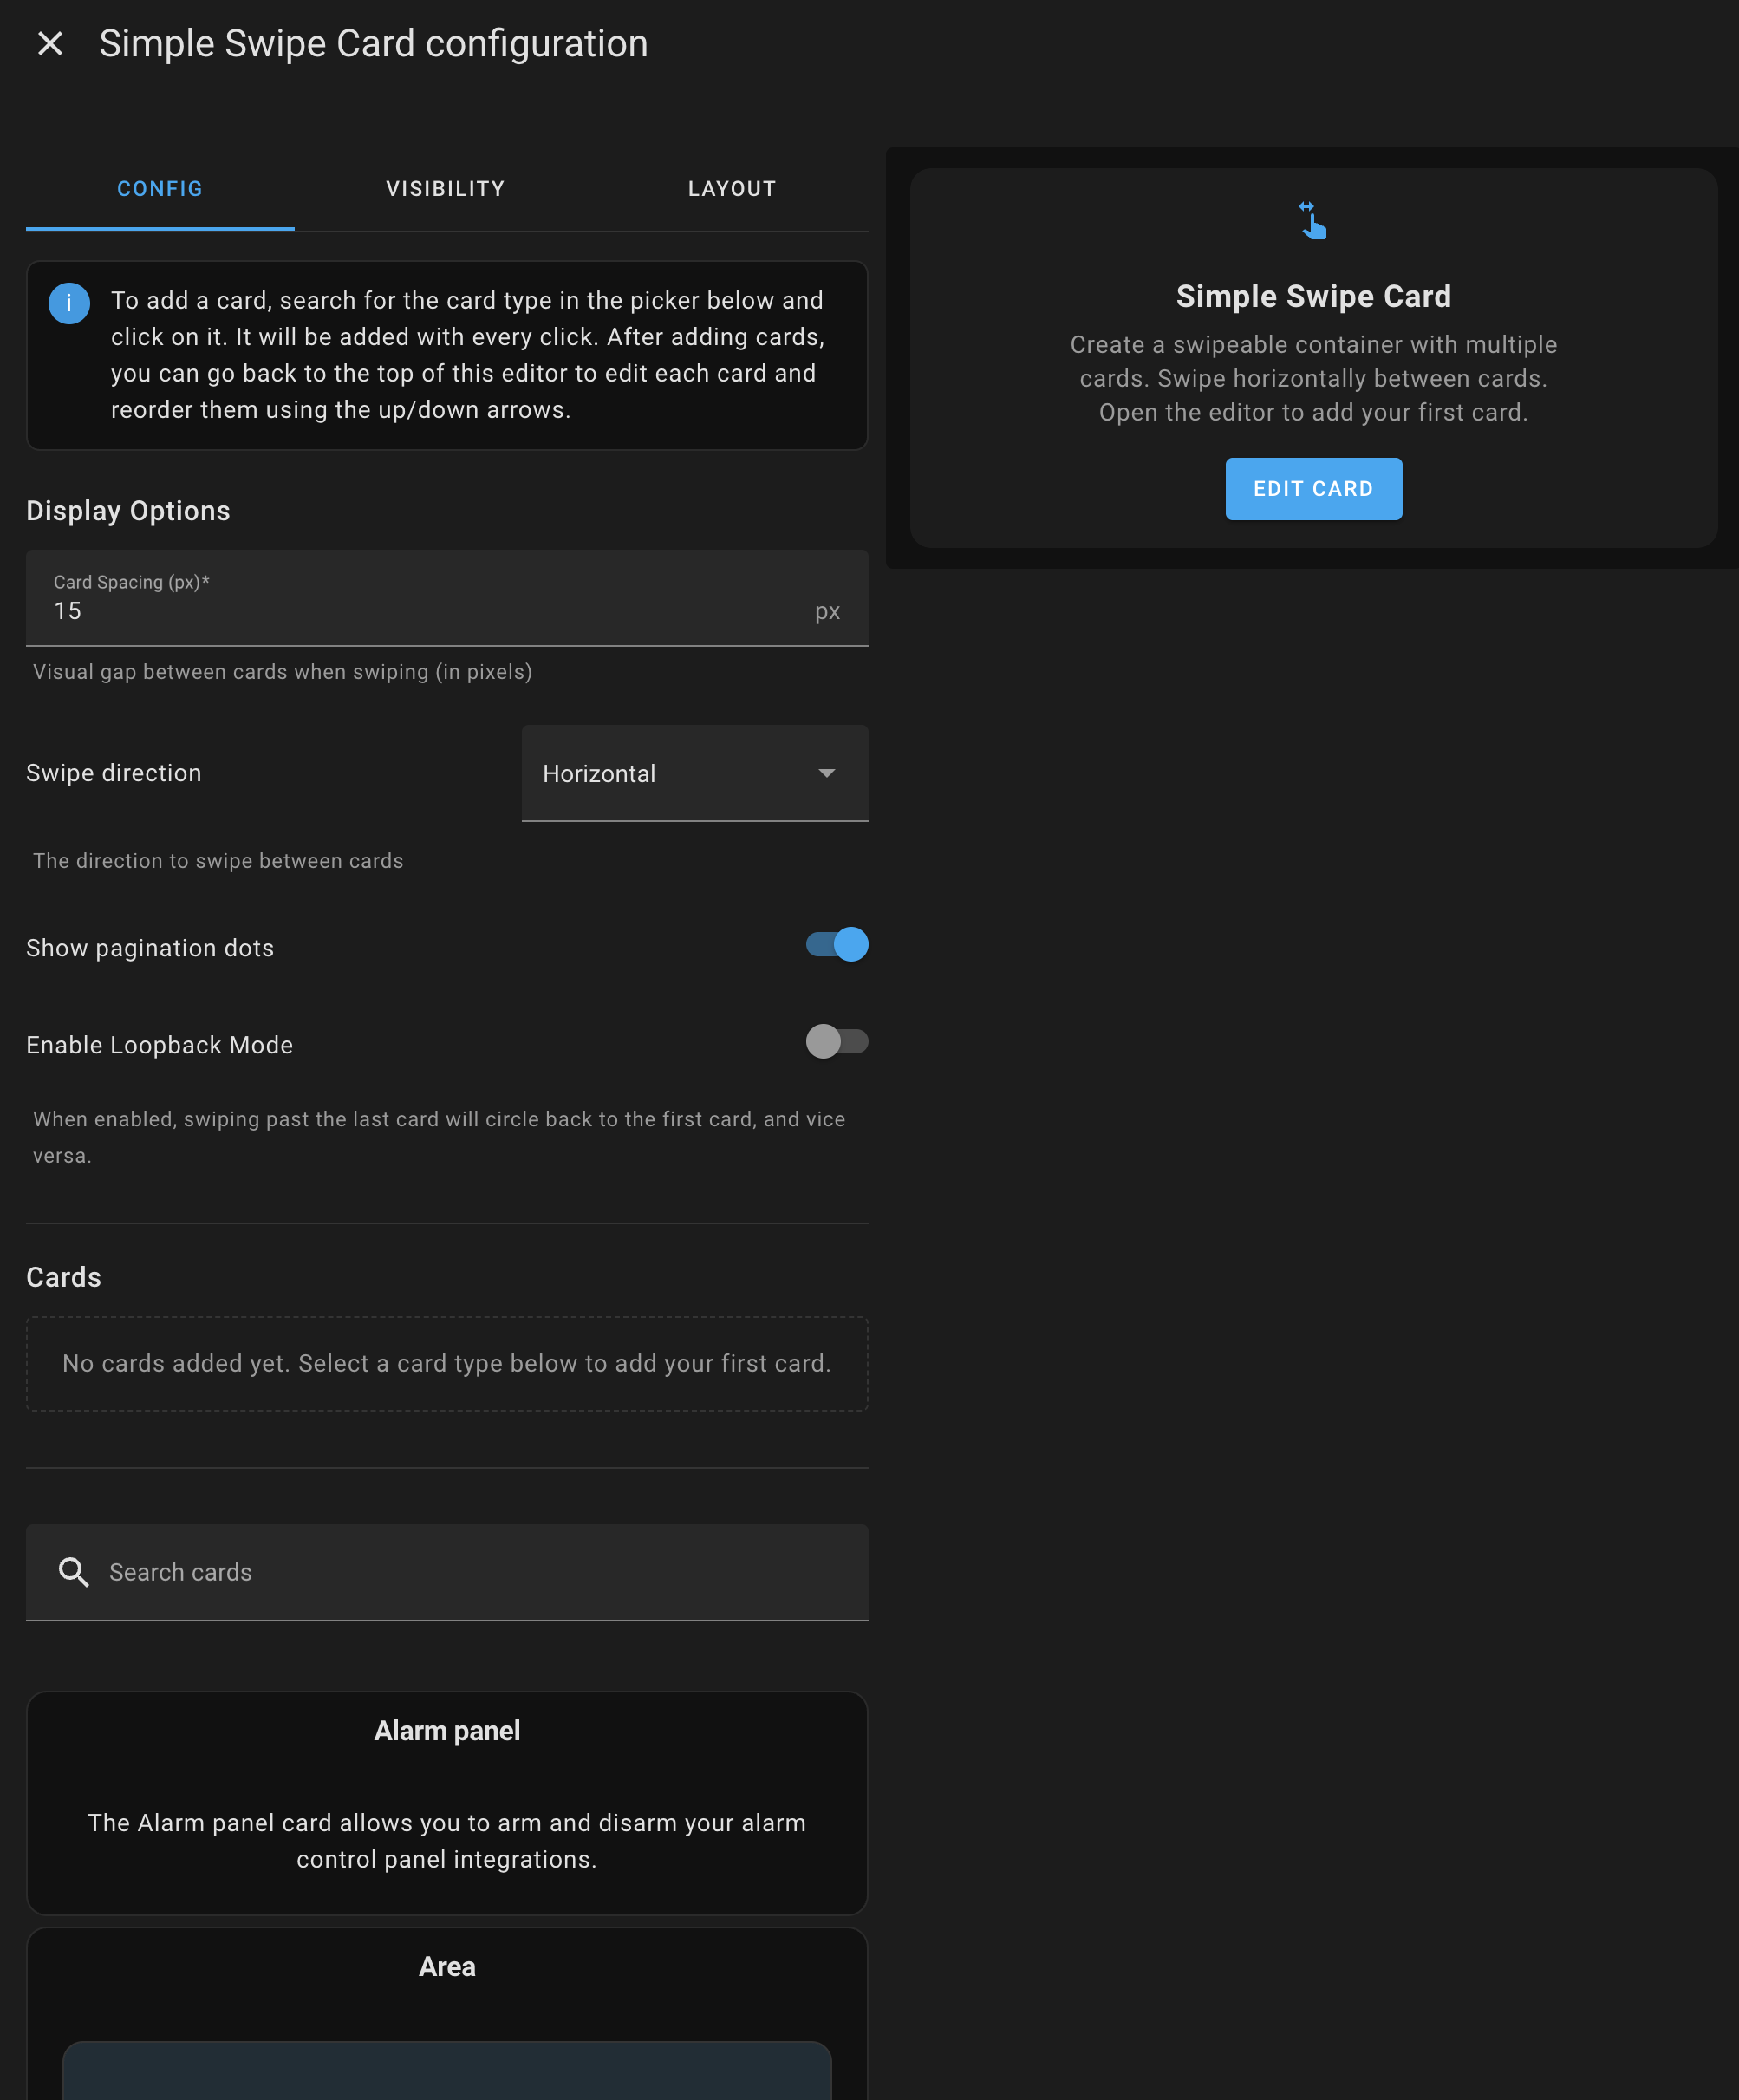 Simple Swipe Card configuration
CONFIG
VISIBILITY
LAYOUT
i
To add a card, search for the card type in the picker below and
click on it. It will be added with every click. After adding cards,
you can go back to the top of this editor to edit each card and
reorder them using the up/down arrows.
Display Options
Card Spacing (px)*
15
px
Visual gap between cards when swiping (in pixels)
Swipe direction
Horizontal
The direction to swipe between cards
Show pagination dots
Enable Loopback Mode
When enabled, swiping past the last card will circle back to the first card, and vice
versa.
Cards
No cards added yet. Select a card type below to add your first card.
Search cards
Alarm panel
The Alarm panel card allows you to arm and disarm your alarm
control panel integrations.
Area
Simple Swipe Card
Create a swipeable container with multiple
cards. Swipe horizontally between cards.
Open the editor to add your first card.
EDIT CARD